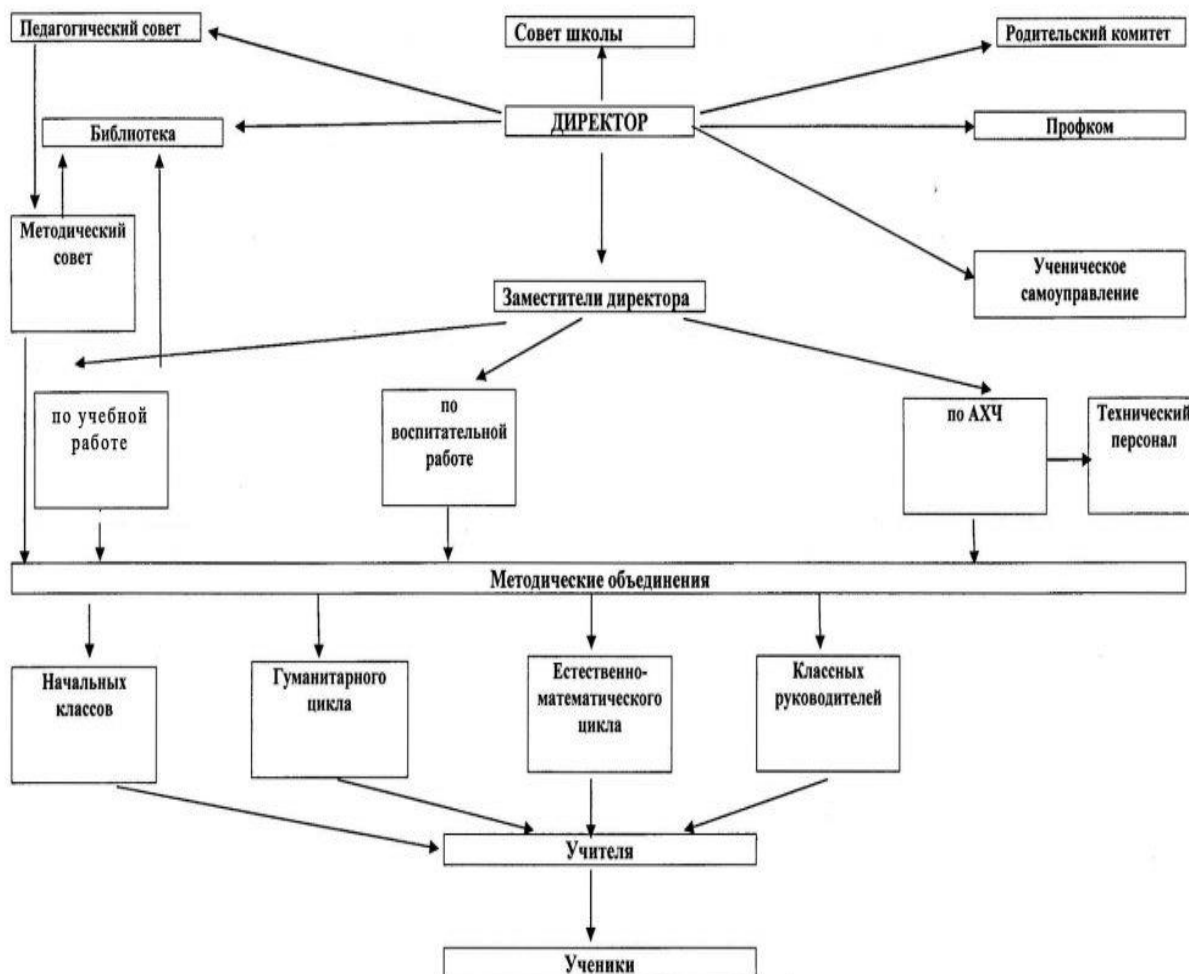 Педагогический совет
Совет школы
Родительский комитет
ДИРЕКТОР
Библиотека
Профком
Методический
совет
Ученическое
самоуправление
Заместители директора
по учебной
работе
по
воспитательной
работе
по АХЧ
Технический
персонал
Методические объединения
Начальных
классов
Гуманитарного
цикла
Естественно-
математического
цикла
Классных
руководителей
Учителя
Ученики